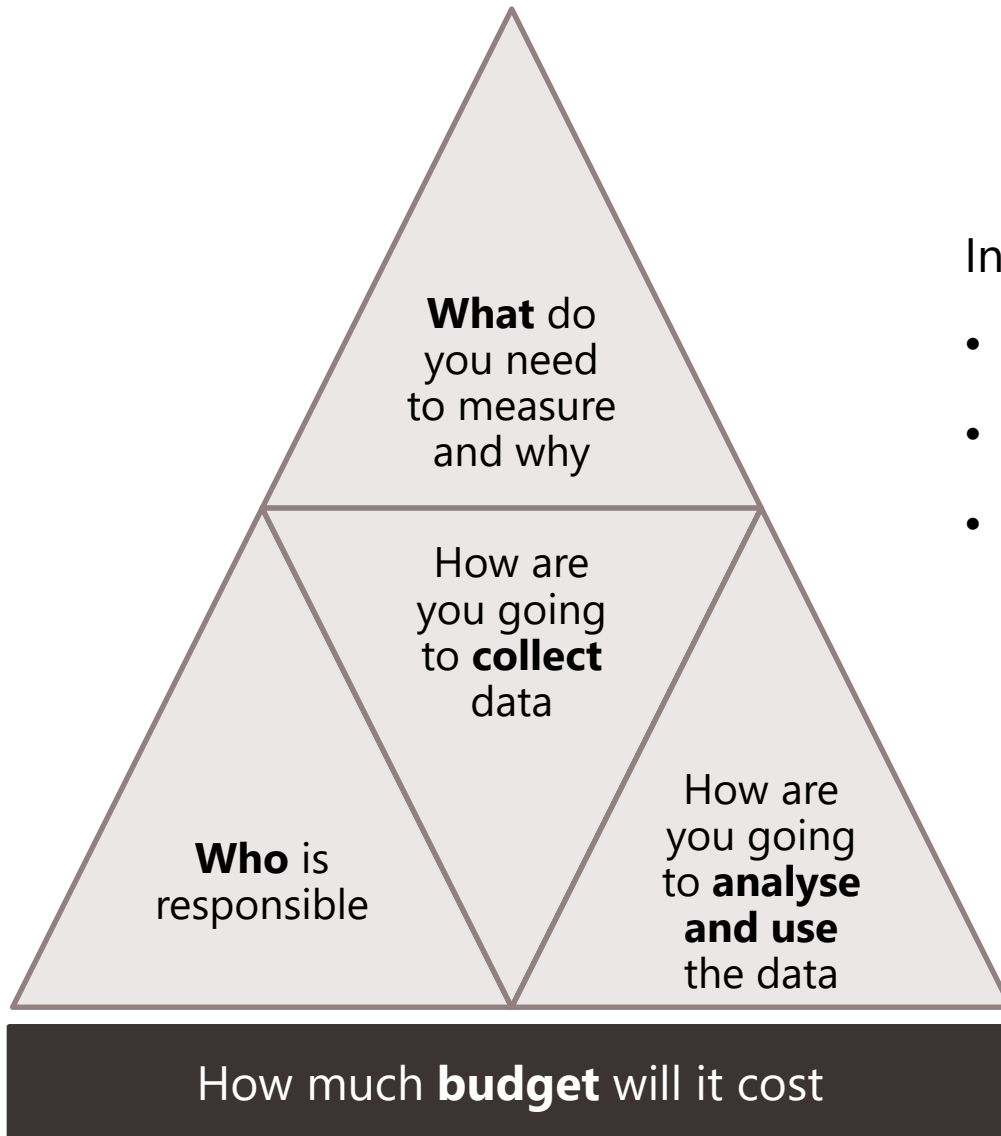 What do
you need
to measure
and why
In
•
•
•
How are
you going
to collect
data
Who is
responsible
How are
you going
to analyse
and use
the data
How much budget will it cost